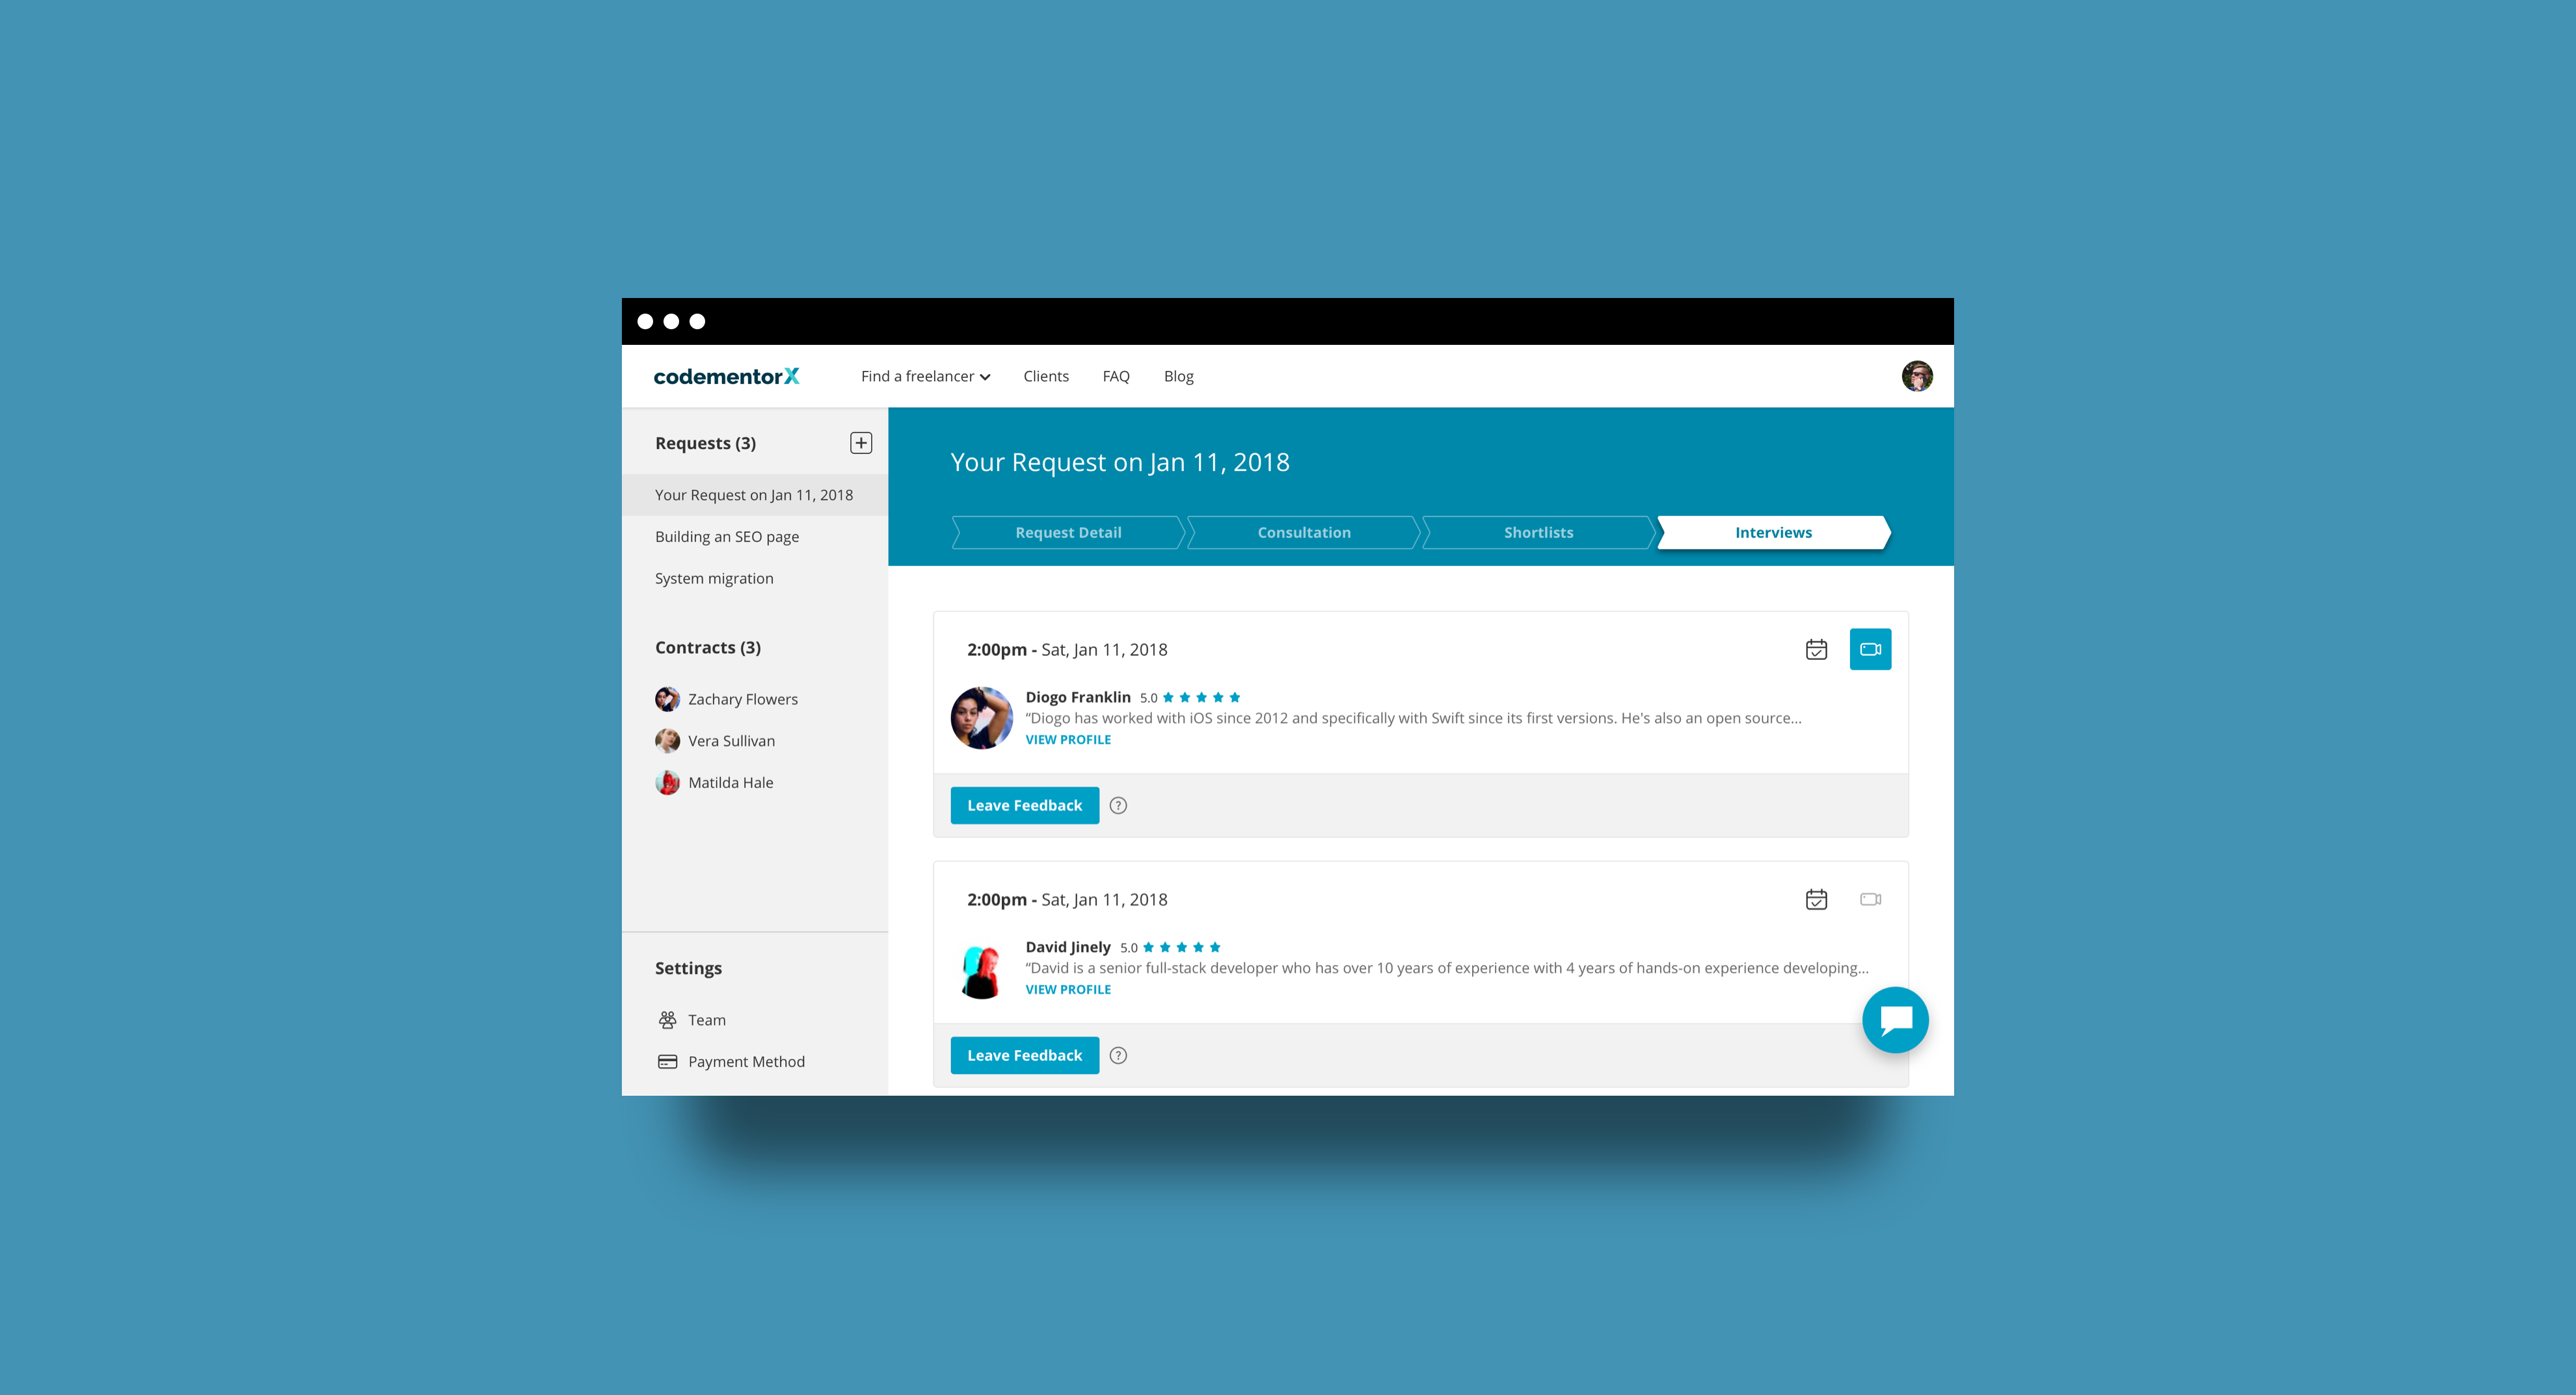 codementorX
Find a freelancer
Clients
FAQ
Blog
Requests (3)
Your Request on Jan 11, 2018
Building an SEO page
System migration
Contracts (3)
Zachary Flowers
Vera Sullivan
Matilda Hale
Settings
Team
Payment Method
Your Request on Jan 11, 2018
Request Detail
Consultation
Shortlists
Interviews
2:00pm - Sat, Jan 11, 2018
Diogo Franklin 5.0
“Diogo has worked with iOS since 2012 and specifically with Swift since its first versions. He's also an open source...
VIEW PROFILE
Leave Feedback ?
2:00pm - Sat, Jan 11, 2018
David Jinely 5.0
“David is a senior full-stack developer who has over 10 years of experience with 4 years of hands-on experience developing...
VIEW PROFILE
Leave Feedback ?